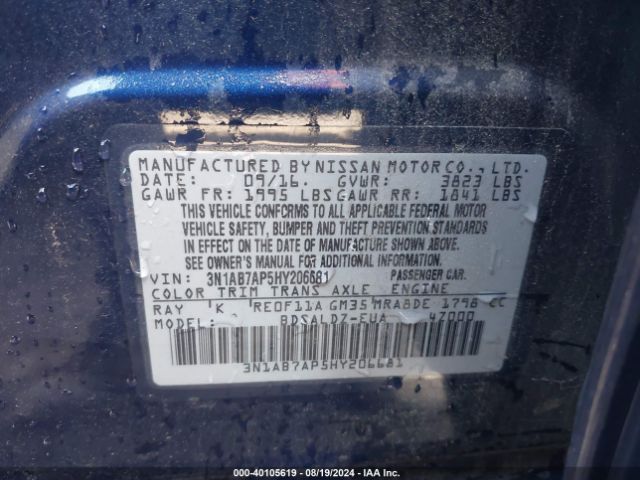 MANUFACTURED BY NISSAN MOTOR CO., LTD.
DATE: 09/16. GVWR: 3823 LBS
GAWR FR: 1995 LBS GAWR RR: 1841 LBS
THIS VEHICLE CONFORMS TO ALL APPLICABLE FEDERAL MOTOR
VEHICLE SAFETY, BUMPER AND THEFT PREVENTION STANDARDS
IN EFFECT ON THE DATE OF MANUFACTURE SHOWN ABOVE.
SEE OWNER'S MANUAL FOR ADDITIONAL INFORMATION.
VIN: 3N1AB7AP5HY206681 PASSENGER CAR.
COLOR TRIM TRANS AXLE ENGINE
RAY K RE0F11A GM35 MRA8DE 1798 CC
MODEL: BDSALDZ-EUA 4Z000
3N1AB7AP5HY206681
000-40105619 - 08/19/2024 - IAA Inc.